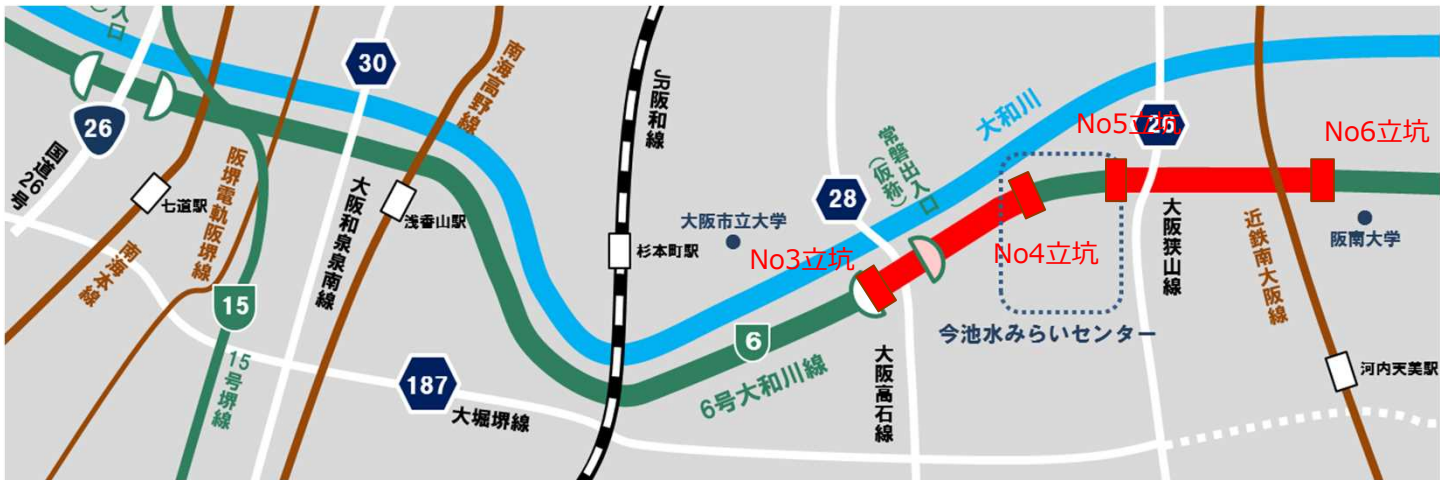 入口
(
26
国道26号
七道駅
南海本線
阪堺電軌阪堺線
15
15号堺線
30
大阪和泉泉南線
南海高野線
浅香山駅
187
大堀堺線
JR阪和線
杉本町駅
大阪市立大学
6
6号大和川線
28
常磐出入口
(仮称)
大和川
No3立坑
大阪高石線
No4立坑
今池水みらいセンター
No5立坑
26
大阪狭山線
近鉄南大阪線
No6立坑
阪南大学
河内天美駅